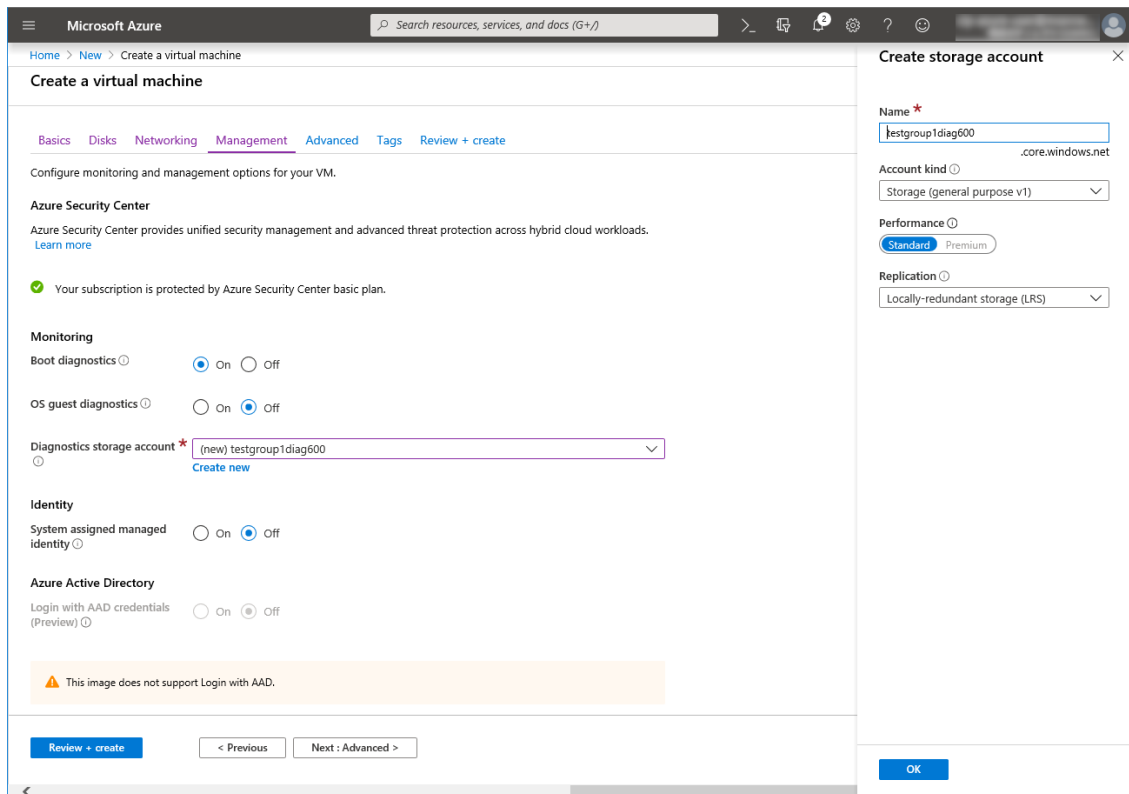 Microsoft Azure
Search resources, services, and docs (G+/)
2
Home > New > Create a virtual machine
Create a virtual machine
Basics Disks Networking Management Advanced Tags Review + create
Configure monitoring and management options for your VM.
Azure Security Center
Azure Security Center provides unified security management and advanced threat protection across hybrid cloud workloads.
Learn more
Your subscription is protected by Azure Security Center basic plan.
Monitoring
Boot diagnostics On Off
OS guest diagnostics On Off
Diagnostics storage account * (new) testgroup1diag600
Create new
Identity
System assigned managed
identity On Off
Azure Active Directory
Login with AAD credentials
(Preview) On Off
This image does not support Login with AAD.
Review + create < Previous Next : Advanced >
Create storage account
Name *
testgroup1diag600
.core.windows.net
Account kind
Storage (general purpose v1)
Performance
Standard Premium
Replication
Locally-redundant storage (LRS)
OK